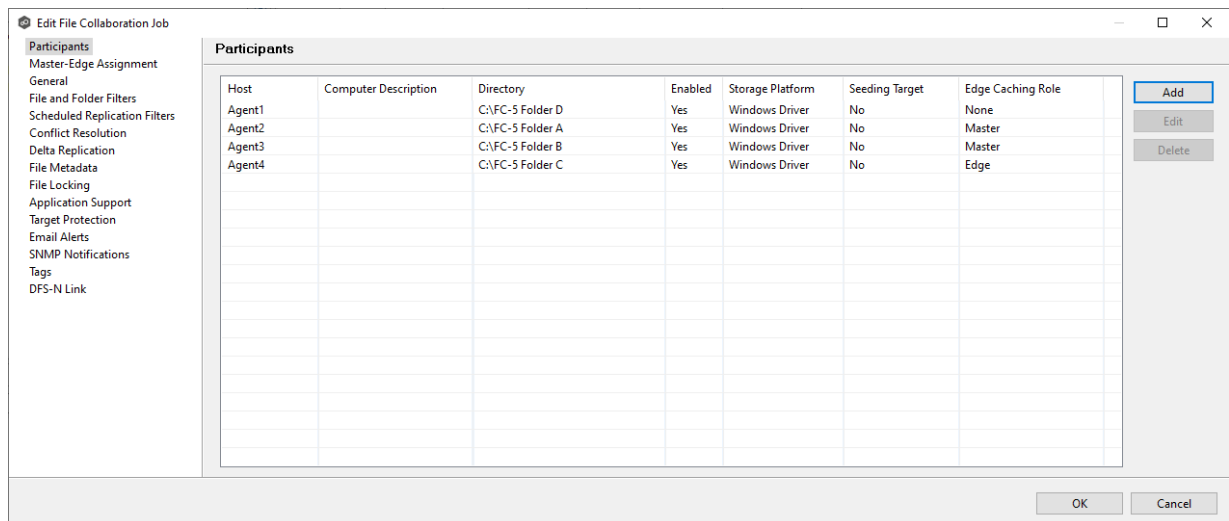 Edit File Collaboration Job
Participants
Master-Edge Assignment
General
File and Folder Filters
Scheduled Replication Filters
Conflict Resolution
Delta Replication
File Metadata
File Locking
Application Support
Target Protection
Email Alerts
SNMP Notifications
Tags
DFS-N Link
Participants
Host Computer Description Directory Enabled Storage Platform Seeding Target Edge Caching Role
Agent1 C:\FC-5 Folder D Yes Windows Driver No None
Agent2 C:\FC-5 Folder A Yes Windows Driver No Master
Agent3 C:\FC-5 Folder B Yes Windows Driver No Master
Agent4 C:\FC-5 Folder C Yes Windows Driver No Edge
Add
Edit
Delete
OK Cancel